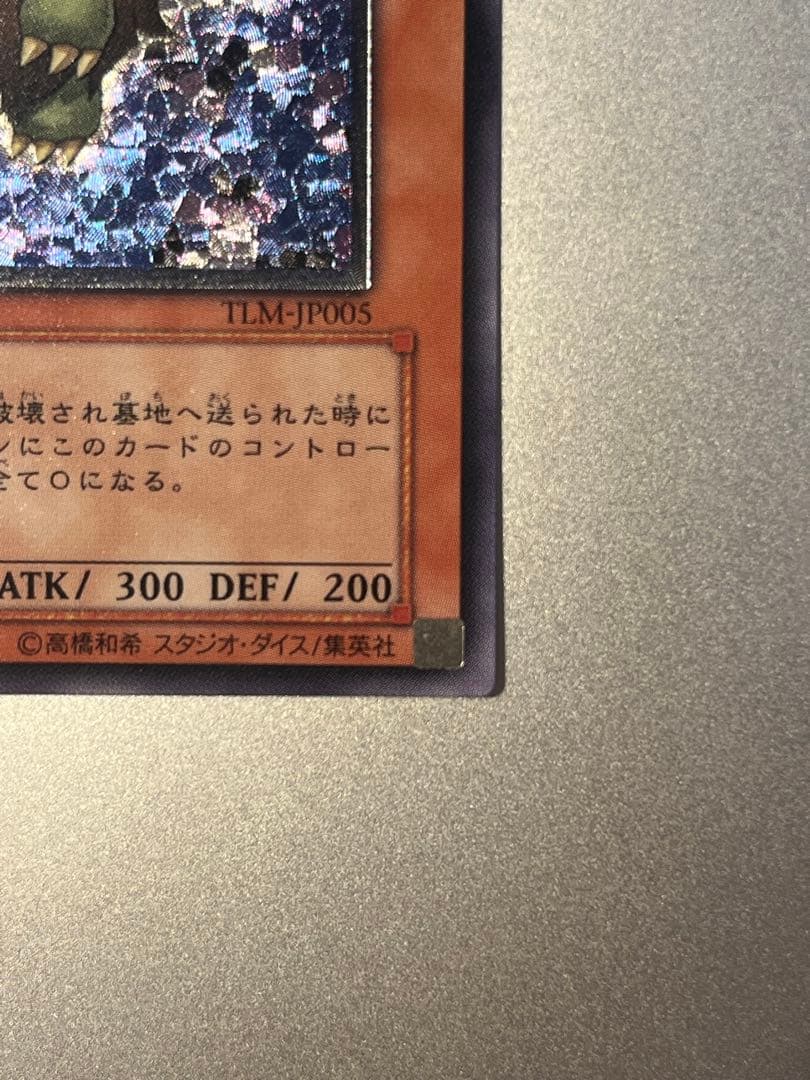 TLM-JP005
破壊され墓地へ送られた時に
ンにこのカードのコントロー
全て0になる。
ATK/ 300 DEF/ 200
©高橋和希 スタジオ・ダイス/集英社